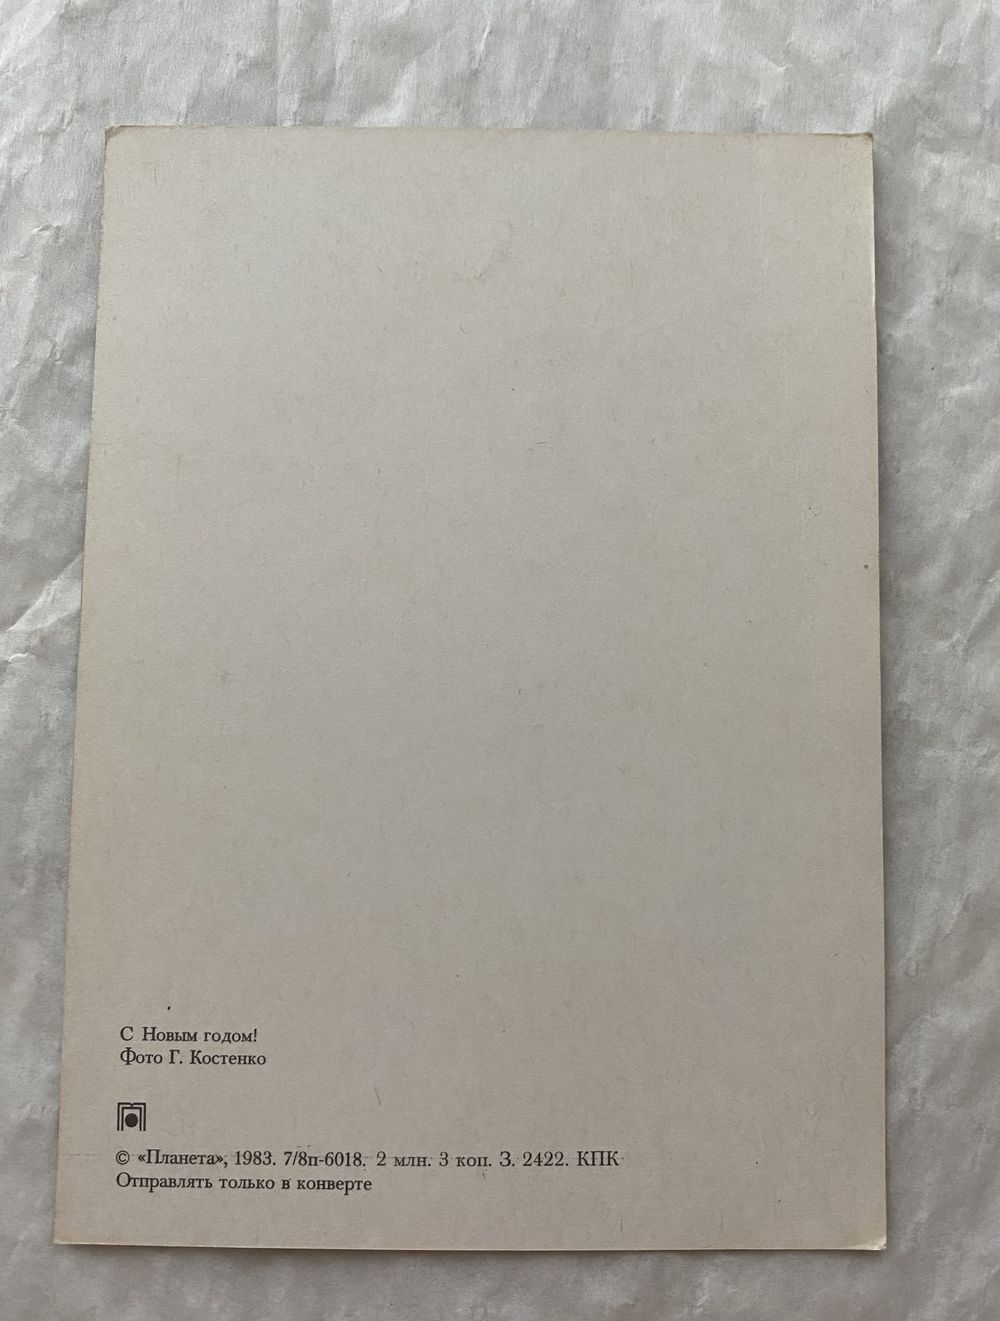 С Новым годом!
Фото Г. Костенко
© «Планета», 1983. 7/8п-6018. 2 млн. 3 коп. З. 2422. КПК
Отправлять только в конверте